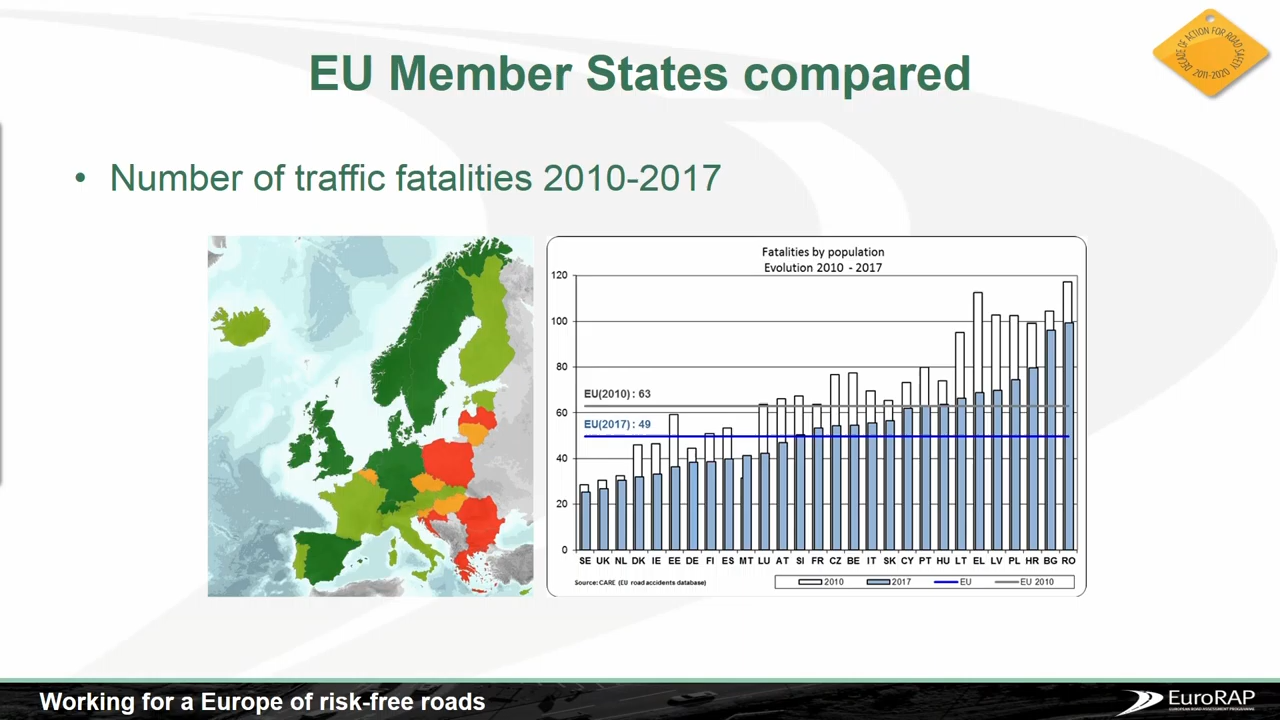 EU Member States compared
DECADE OF ACTION FOR ROAD SAFETY
2011-2020
• Number of traffic fatalities 2010-2017
Fatalities by population
Evolution 2010 - 2017
120
100
80
60
40
20
0
EU(2010) : 63
EU(2017) : 49
SE UK NL DK IE EE DE FI ES MT LU AT SI FR CZ BE IT SK CY PT HU LT EL LV PL HR BG RO
Source: CARE (EU road accidents database)
2010 2017 EU EU 2010
Working for a Europe of risk-free roads
EuroRAP
EUROPEAN ROAD ASSESSMENT PROGRAMME